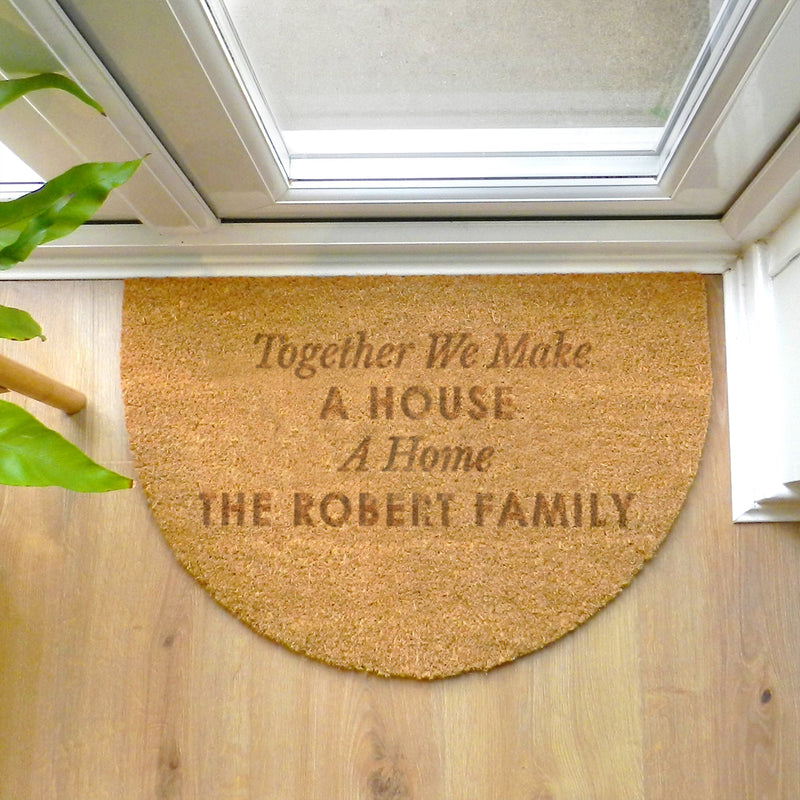 Together We Make
A HOUSE
A Home
THE ROBERT FAMILY